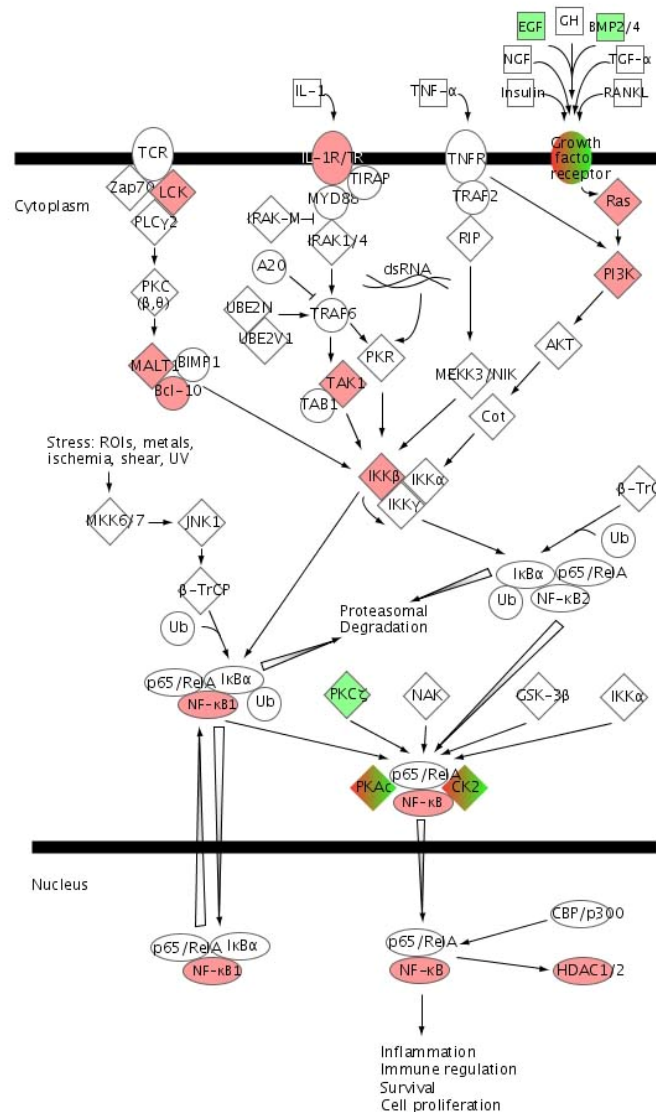 EGF
GH
BMP2/4
NGF
TGF-α
Insulin
RANKL
IL-1
TNF-α
TCR
IL-1R/TR
TNFR
Growth
factor
receptor
Zap70
LCK
TIRAP
MYD88
TRAF2
Ras
Cytoplasm
PLCγ2
IRAK-M
IRAK1/4
RIP
A20
dsRNA
PI3K
PKC
(β,θ)
UBE2N
TRAF6
UBE2V1
PKR
AKT
MALT1
BIMP1
Bcl-10
TAK1
TAB1
MEKK3/NIK
Cot
Stress: ROIs, metals,
ischemia, shear, UV
IKKβ
IKKα
IKKγ
β-TrC
MKK6/7
JNK1
Ub
β-TrCP
IκBα
p65/RelA
Ub
NF-κB2
Proteasomal
Degradation
Ub
p65/RelA
IκBα
NF-κB1
Ub
PKCζ
NAK
GSK-3β
IKKα
p65/RelA
PKAc
CK2
NF-κB
Nucleus
CBP/p300
p65/RelA
IκBα
NF-κB1
p65/RelA
NF-κB
HDAC1/2
Inflammation
Immune regulation
Survival
Cell proliferation